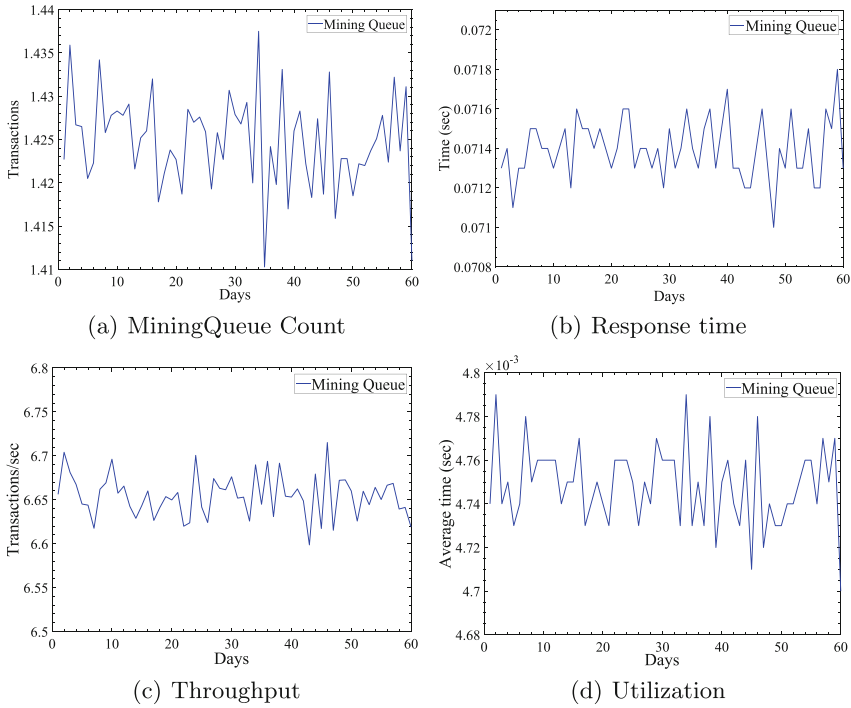 1.44
1.435
1.43
1.425
1.42
1.415
1.41
Transactions
Mining Queue
0 10 20 30 40 50 60
Days
(a) MiningQueue Count
0.072
0.0718
0.0716
0.0714
0.0712
0.071
0.0708
Time (sec)
Mining Queue
0 10 20 30 40 50 60
Days
(b) Response time
6.8
6.75
6.7
6.65
6.6
6.55
6.5
Transactions/sec
Mining Queue
0 10 20 30 40 50 60
Days
(c) Throughput
×10⁻³
4.8
4.78
4.76
4.74
4.72
4.7
4.68
Average time (sec)
Mining Queue
0 10 20 30 40 50 60
Days
(d) Utilization